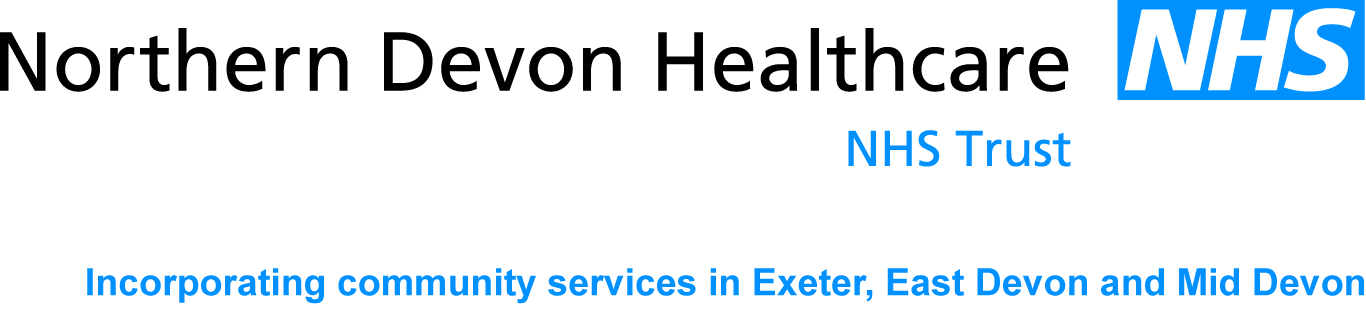 Northern Devon Healthcare NHS
NHS Trust
Incorporating community services in Exeter, East Devon and Mid Devon